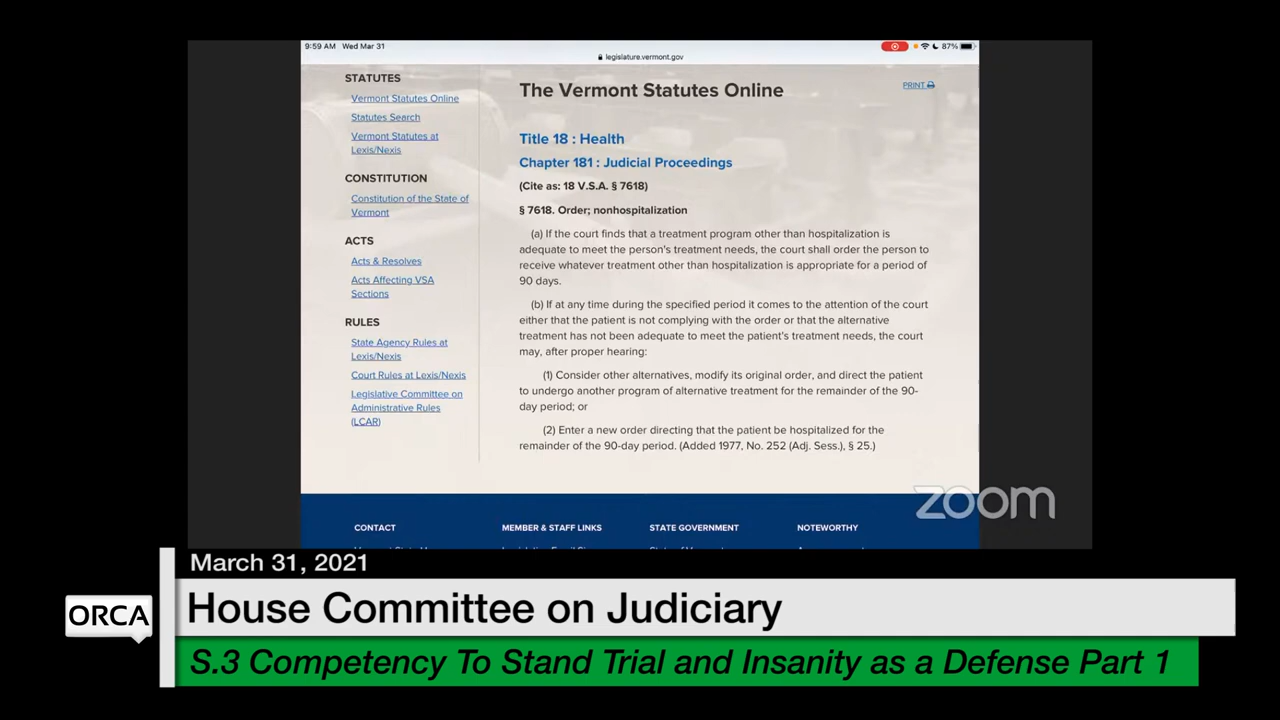 9:59 AM Wed Mar 31
87%
legislature.vermont.gov
STATUTES
Vermont Statutes Online
Statutes Search
Vermont Statutes at
Lexis/Nexis
CONSTITUTION
Constitution of the State of
Vermont
ACTS
Acts & Resolves
Acts Affecting VSA
Sections
RULES
State Agency Rules at
Lexis/Nexis
Court Rules at Lexis/Nexis
Legislative Committee on
Administrative Rules
(LCAR)
The Vermont Statutes Online
PRINT
Title 18 : Health
Chapter 181 : Judicial Proceedings
(Cite as: 18 V.S.A. § 7618)
§ 7618. Order; nonhospitalization
(a) If the court finds that a treatment program other than hospitalization is
adequate to meet the person's treatment needs, the court shall order the person to
receive whatever treatment other than hospitalization is appropriate for a period of
90 days.
(b) If at any time during the specified period it comes to the attention of the court
either that the patient is not complying with the order or that the alternative
treatment has not been adequate to meet the patient's treatment needs, the court
may, after proper hearing:
(1) Consider other alternatives, modify its original order, and direct the patient
to undergo another program of alternative treatment for the remainder of the 90-
day period; or
(2) Enter a new order directing that the patient be hospitalized for the
remainder of the 90-day period. (Added 1977, No. 252 (Adj. Sess.), § 25.)
zoom
CONTACT
MEMBER & STAFF LINKS
STATE GOVERNMENT
NOTEWORTHY
March 31, 2021
ORCA
House Committee on Judiciary
S.3 Competency To Stand Trial and Insanity as a Defense Part 1